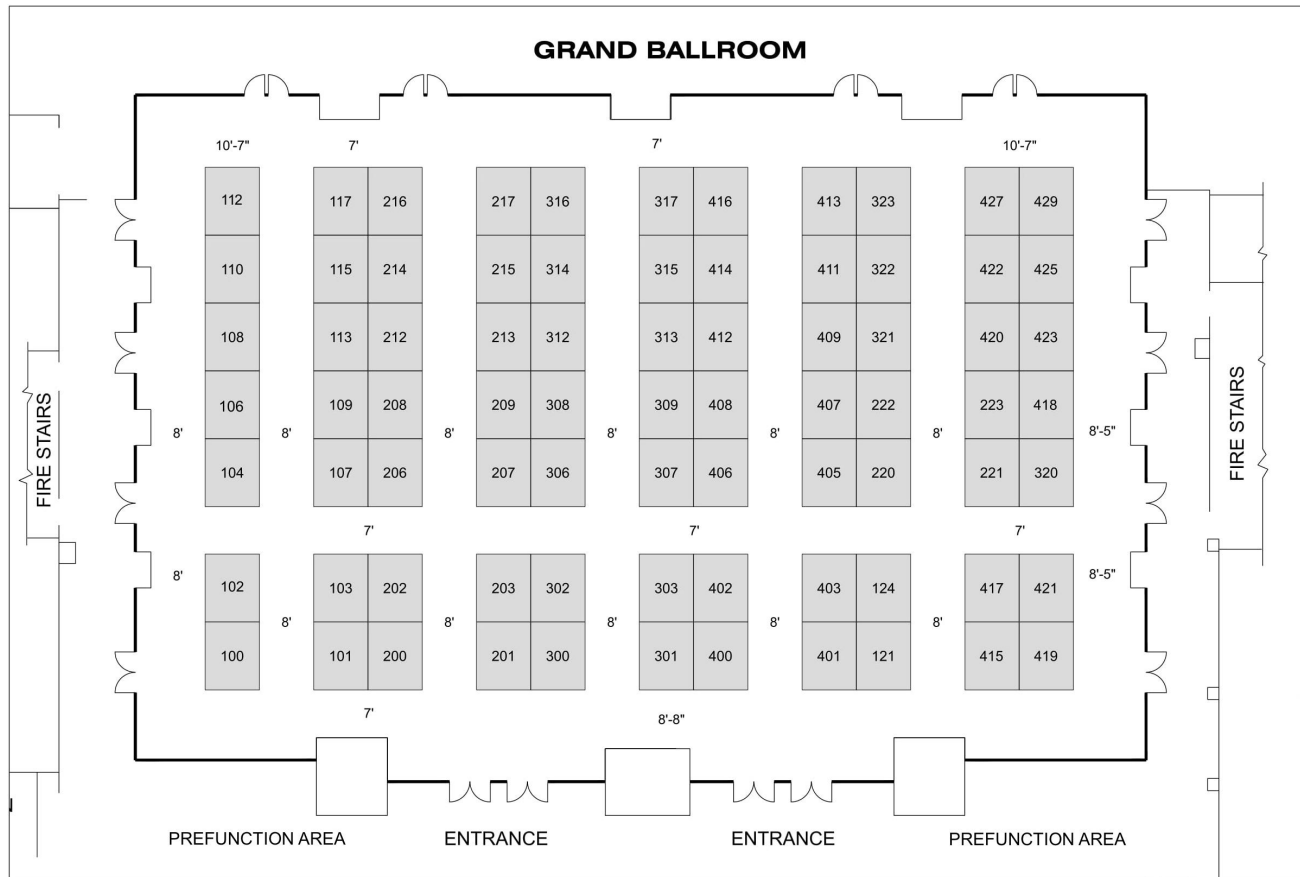 GRAND BALLROOM
10'-7" 7' 7' 10'-7"
112 117 216 217 316 317 416 413 323 427 429
110 115 214 215 314 315 414 411 322 422 425
108 113 212 213 312 313 412 409 321 420 423
106 109 208 209 308 309 408 407 222 223 418
8' 8' 8' 8' 8' 8' 8'-5"
104 107 206 207 306 307 406 405 220 221 320
FIRE STAIRS
FIRE STAIRS
7' 7' 7'
8' 8'-5"
102 103 202 203 302 303 402 403 124 417 421
8' 8' 8' 8' 8'
100 101 200 201 300 301 400 401 121 415 419
7' 8'-8"
PREFUNCTION AREA ENTRANCE ENTRANCE PREFUNCTION AREA